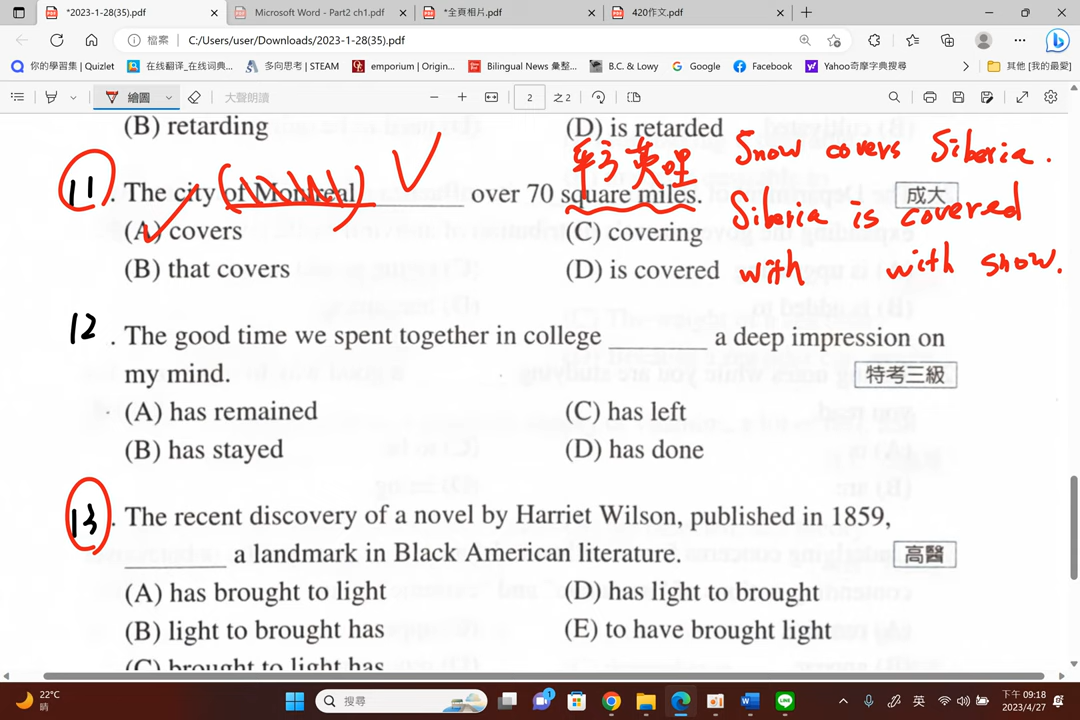 *2023-1-28(35).pdf
Microsoft Word - Part2 ch1.pdf
*全頁相片.pdf
420作文.pdf
檔案
C:/Users/user/Downloads/2023-1-28(35).pdf
你的學習集 | Quizlet
在线翻译_在线词典...
多向思考 | STEAM
emporium | Origin...
Bilingual News 彙整...
B.C. & Lowy
Google
Facebook
Yahoo奇摩字典搜尋
其他 [我的最愛]
繪圖
大聲朗讀
2
之 2
(B) retarding
(D) is retarded
平方英哩
Snow covers Siberia.
11. The city of Montreal ________ over 70 square miles.
成大
Siberia is covered
(A) covers
(C) covering
(B) that covers
(D) is covered
with
with snow.
12. The good time we spent together in college ________ a deep impression on
my mind.
特考三級
(A) has remained
(C) has left
(B) has stayed
(D) has done
13. The recent discovery of a novel by Harriet Wilson, published in 1859,
________ a landmark in Black American literature.
高醫
(A) has brought to light
(D) has light to brought
(B) light to brought has
(E) to have brought light
(C) brought to light has
22°C
晴
搜尋
1
英
下午 09:18
2023/4/27